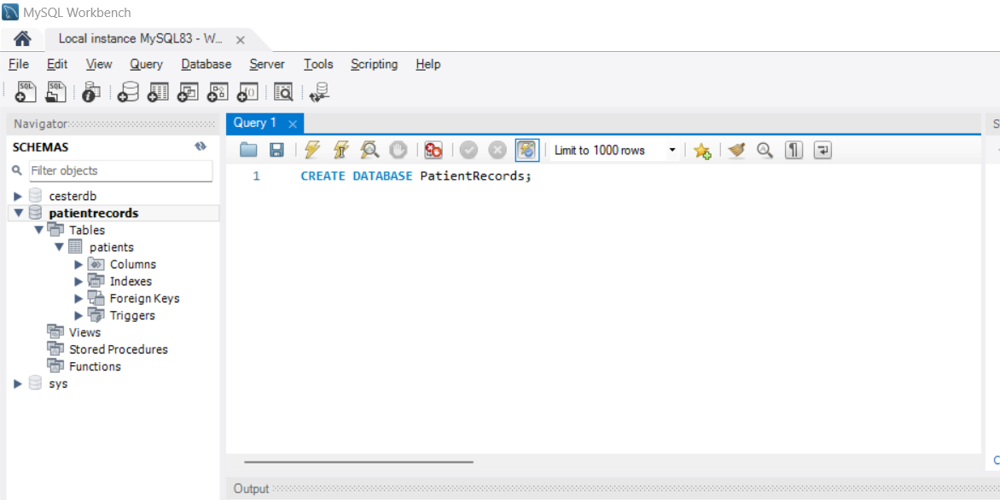 MySQL Workbench
Local instance MySQL83 - W...
File Edit View Query Database Server Tools Scripting Help
Navigator
SCHEMAS
Filter objects
cesterdb
patientrecords
Tables
patients
Columns
Indexes
Foreign Keys
Triggers
Views
Stored Procedures
Functions
sys
Query 1
Limit to 1000 rows
1 CREATE DATABASE PatientRecords;
Output